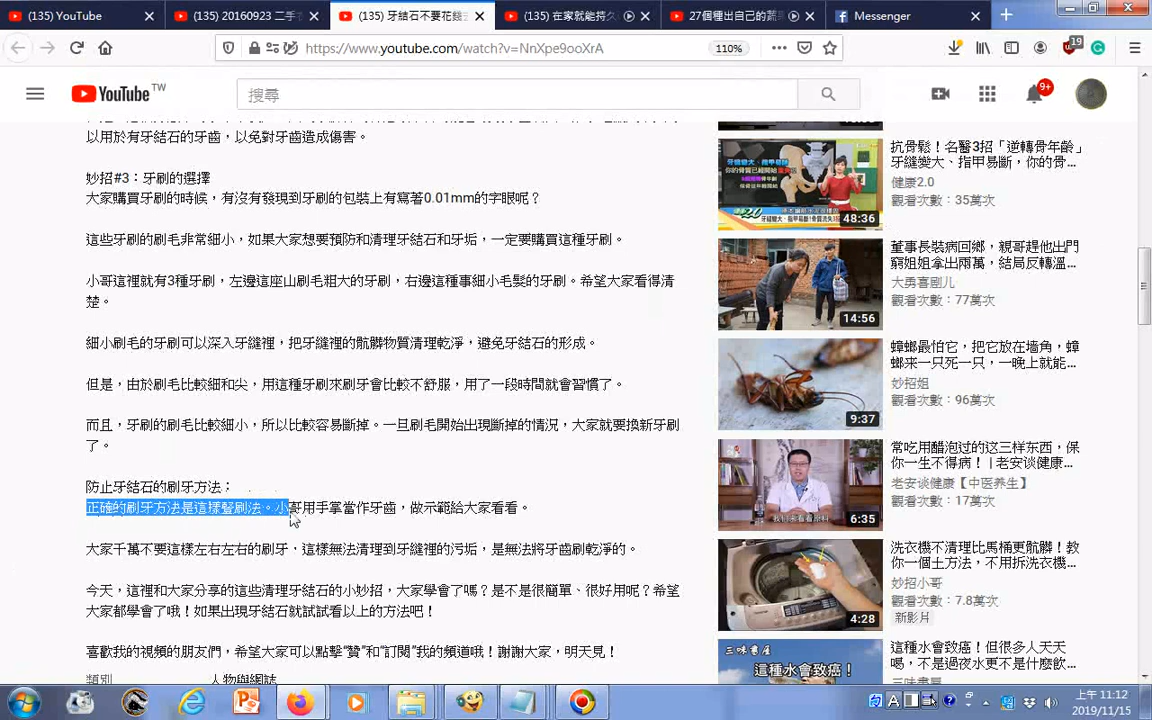 (135) YouTube
(135) 20160923 二手
(135) 牙結石不要花錢
(135) 在家就能持久
27個種出自己的蔬
Messenger
https://www.youtube.com/watch?v=NnXpe9ooXrA
110%
19
YouTube TW
搜尋
9+
以用於有牙結石的牙齒，以免對牙齒造成傷害。
妙招#3：牙刷的選擇
大家購買牙刷的時候，有沒有發現到牙刷的包裝上有寫著0.01mm的字眼呢？
這些牙刷的刷毛非常細小，如果大家想要預防和清理牙結石和牙垢，一定要購買這種牙刷。
小哥這裡就有3種牙刷，左邊這座山刷毛粗大的牙刷，右邊這種事細小毛髮的牙刷。希望大家看得清
楚。
細小刷毛的牙刷可以深入牙縫裡，把牙縫裡的骯髒物質清理乾淨，避免牙結石的形成。
但是，由於刷毛比較細和尖，用這種牙刷來刷牙會比較不舒服，用了一段時間就會習慣了。
而且，牙刷的刷毛比較細小，所以比較容易斷掉。一旦刷毛開始出現斷掉的情況，大家就要換新牙刷
了。
防止牙結石的刷牙方法：
正確的刷牙方法是這樣豎刷法。小哥用手掌當作牙齒，做示範給大家看看。
大家千萬不要這樣左右左右的刷牙，這樣無法清理到牙縫裡的污垢，是無法將牙齒刷乾淨的。
今天，這裡和大家分享的這些清理牙結石的小妙招，大家學會了嗎？是不是很簡單、很好用呢？希望
大家都學會了哦！如果出現牙結石就試試看以上的方法吧！
喜歡我的視頻的朋友們，希望大家可以點擊"贊"和"訂閱"我的頻道哦！謝謝大家，明天見！
類別
人物與網誌
抗骨鬆！名醫3招「逆轉骨年齡」
牙縫變大、指甲易斷，你的骨...
健康2.0
觀看次數：35萬次
48:36
董事長裝病回鄉，親哥趕他出門
窮姐姐拿出兩萬，結局反轉溫...
大勇喜剧儿
觀看次數：77萬次
14:56
蟑螂最怕它，把它放在墙角，蟑
螂来一只死一只，一晚上就能...
妙招姐
觀看次數：96萬次
9:37
常吃用醋泡过的这三样东西，保
你一生不得病！ | 老安谈健康...
老安谈健康【中医养生】
觀看次數：17萬次
6:35
洗衣機不清理比馬桶更骯髒！教
你一個土方法，不用拆洗衣機...
妙招小哥
觀看次數：7.8萬次
新影片
4:28
這種水會致癌！但很多人天天
喝，不是過夜水更不是什麼飲...
三味書屋
這種水會致癌！
上午 11:12
2019/11/15